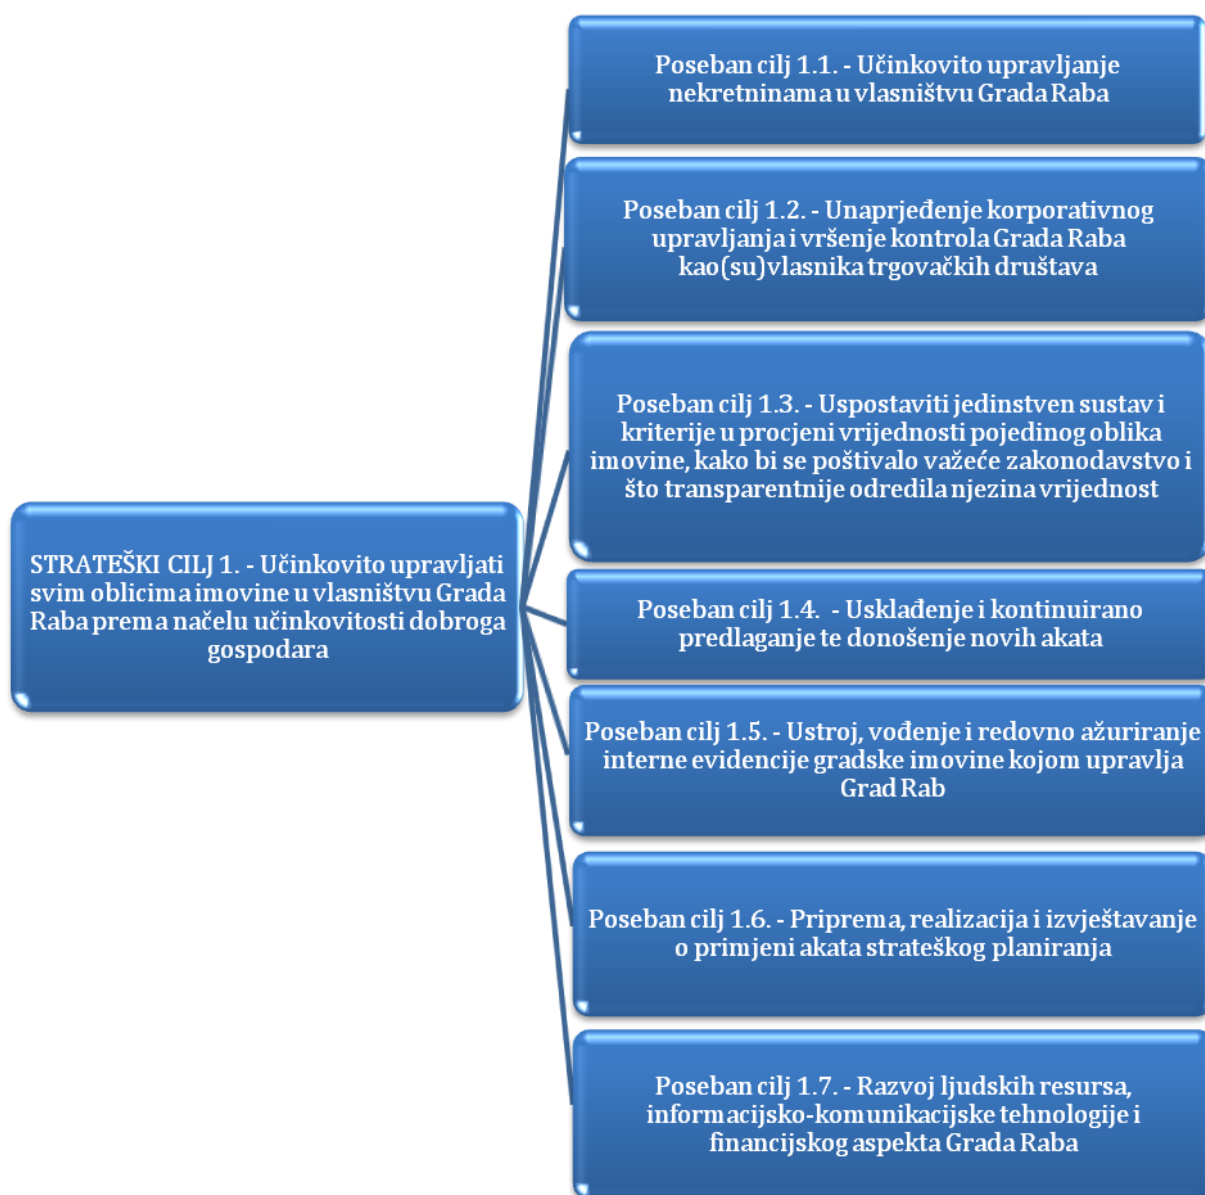 STRATEŠKI CILJ 1. - Učinkovito upravljati
svim oblicima imovine u vlasništvu Grada
Raba prema načelu učinkovitosti dobroga
gospodara
Poseban cilj 1.1. - Učinkovito upravljanje
nekretninama u vlasništvu Grada Raba
Poseban cilj 1.2. - Unaprjeđenje korporativnog
upravljanja i vršenje kontrola Grada Raba
kao(su)vlasnika trgovačkih društava
Poseban cilj 1.3. - Uspostaviti jedinstven sustav i
kriterije u procjeni vrijednosti pojedinog oblika
imovine, kako bi se poštivalo važeće zakonodavstvo i
što transparentnije odredila njezina vrijednost
Poseban cilj 1.4. - Usklađenje i kontinuirano
predlaganje te donošenje novih akata
Poseban cilj 1.5. - Ustroj, vođenje i redovno ažuriranje
interne evidencije gradske imovine kojom upravlja
Grad Rab
Poseban cilj 1.6. - Priprema, realizacija i izvještavanje
o primjeni akata strateškog planiranja
Poseban cilj 1.7. - Razvoj ljudskih resursa,
informacijsko-komunikacijske tehnologije i
financijskog aspekta Grada Raba